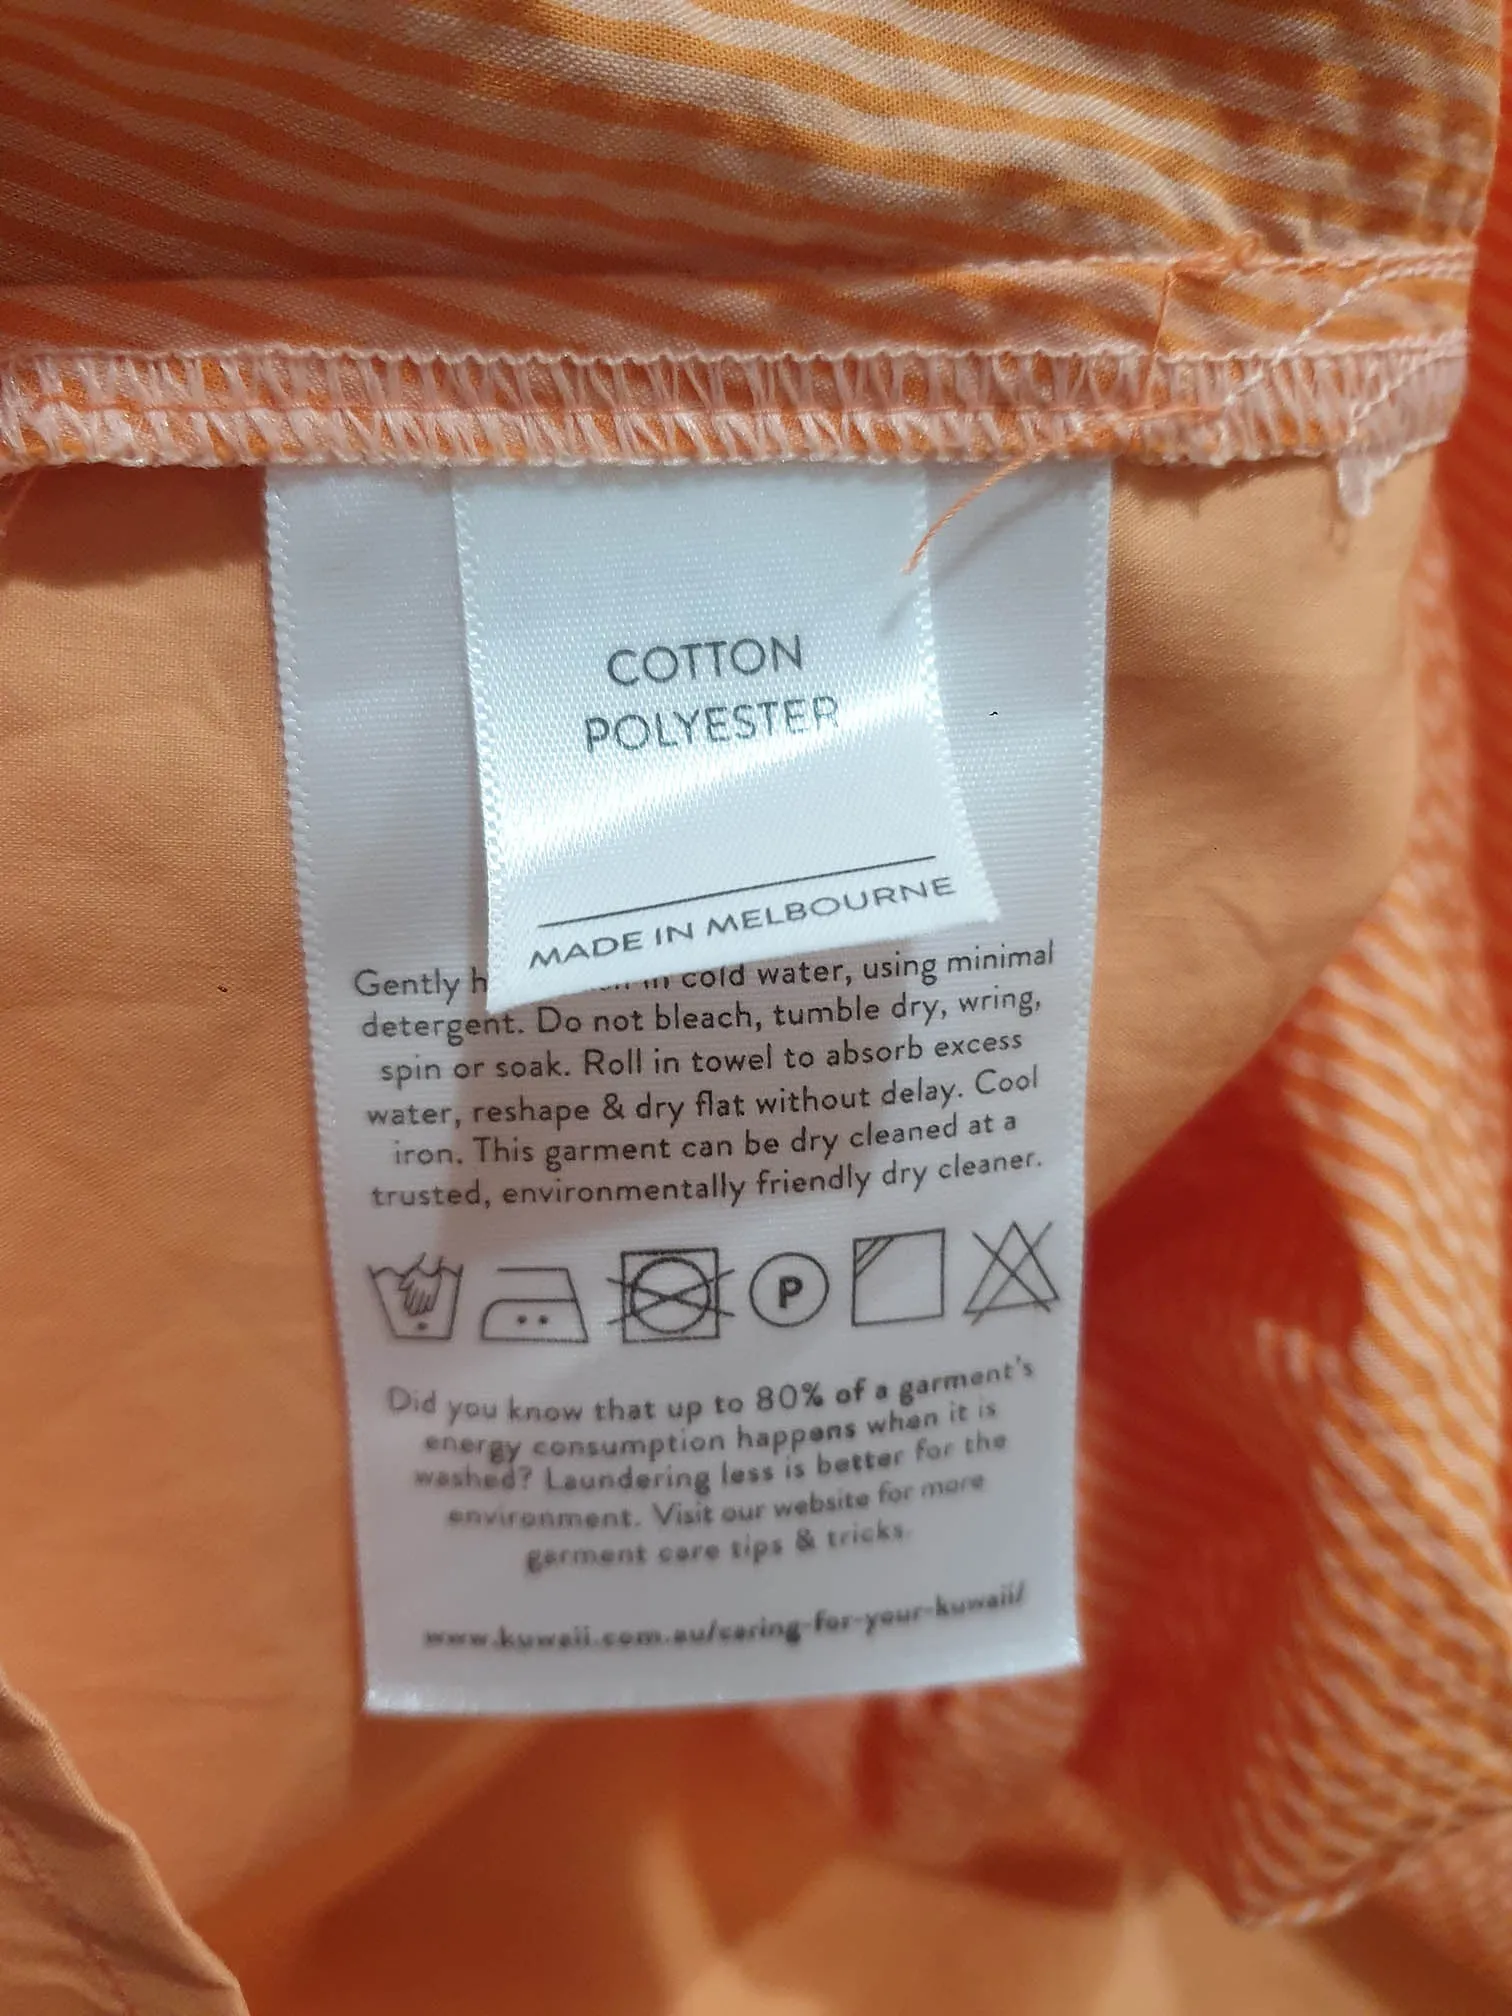 COTTON
POLYESTER
MADE IN MELBOURNE
Gently in cold water, using minimal
detergent. Do not bleach, tumble dry, wring,
spin or soak. Roll in towel to absorb excess
water, reshape & dry flat without delay. Cool
iron. This garment can be dry cleaned at a
trusted, environmentally friendly dry cleaner.
P
Did you know that up to 80% of a garment's
energy consumption happens when it is
washed? Laundering less is better for the
environment. Visit our website for more
garment care tips & tricks.
www.kuwaii.com.au/caring-for-your-kuwaii/